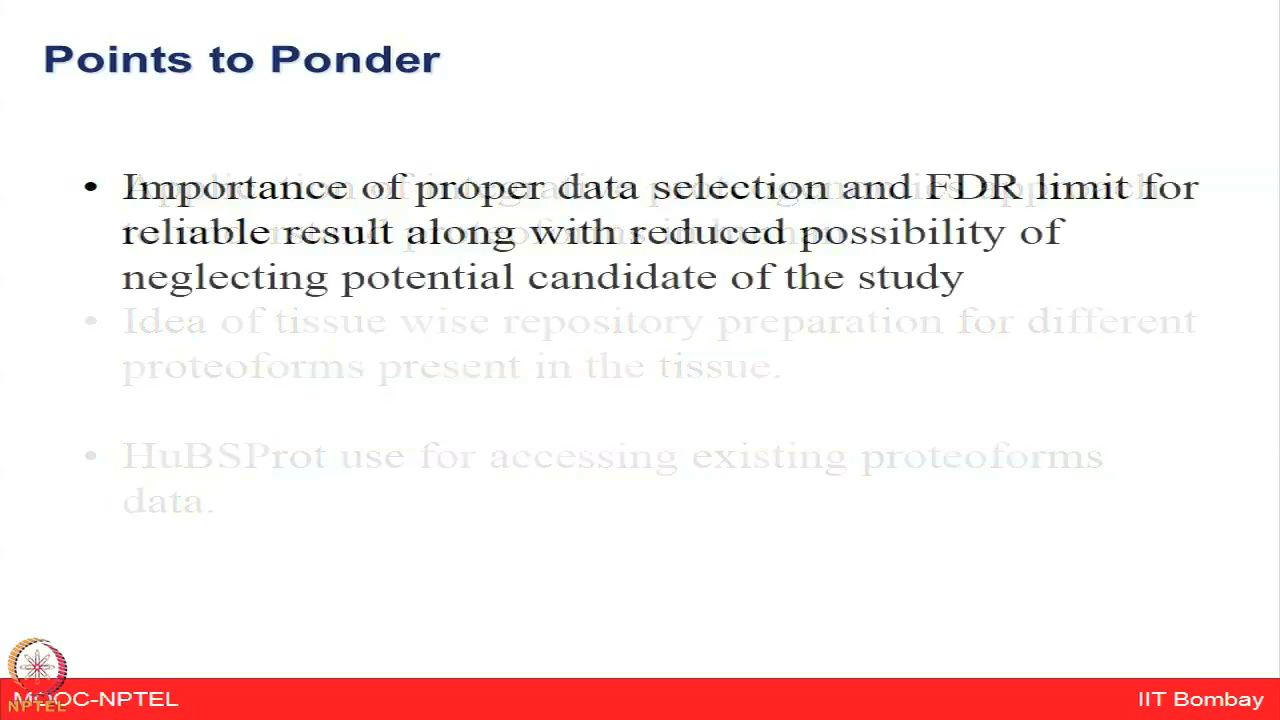 Points to Ponder
• Importance of proper data selection and FDR limit for
reliable result along with reduced possibility of
neglecting potential candidate of the study
• Idea of tissue wise repository preparation for different
proteoforms present in the tissue.
• HuBSProt use for accessing existing proteoforms
data.
MOOC-NPTEL
NPTEL
IIT Bombay